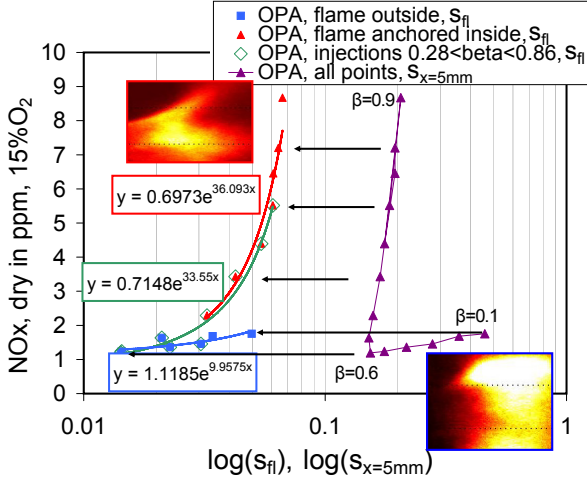 OPA, flame outside, s_fl
OPA, flame anchored inside, s_fl
OPA, injections 0.28<beta<0.86, s_fl
OPA, all points, s_x=5mm
NOx, dry in ppm, 15%O₂
10
9
8
7
6
5
4
3
2
1
0
β=0.9
y = 0.6973e^36.093x
y = 0.7148e^33.55x
β=0.1
y = 1.1185e^9.9575x
β=0.6
0.01
0.1
1
log(s_fl), log(s_x=5mm)